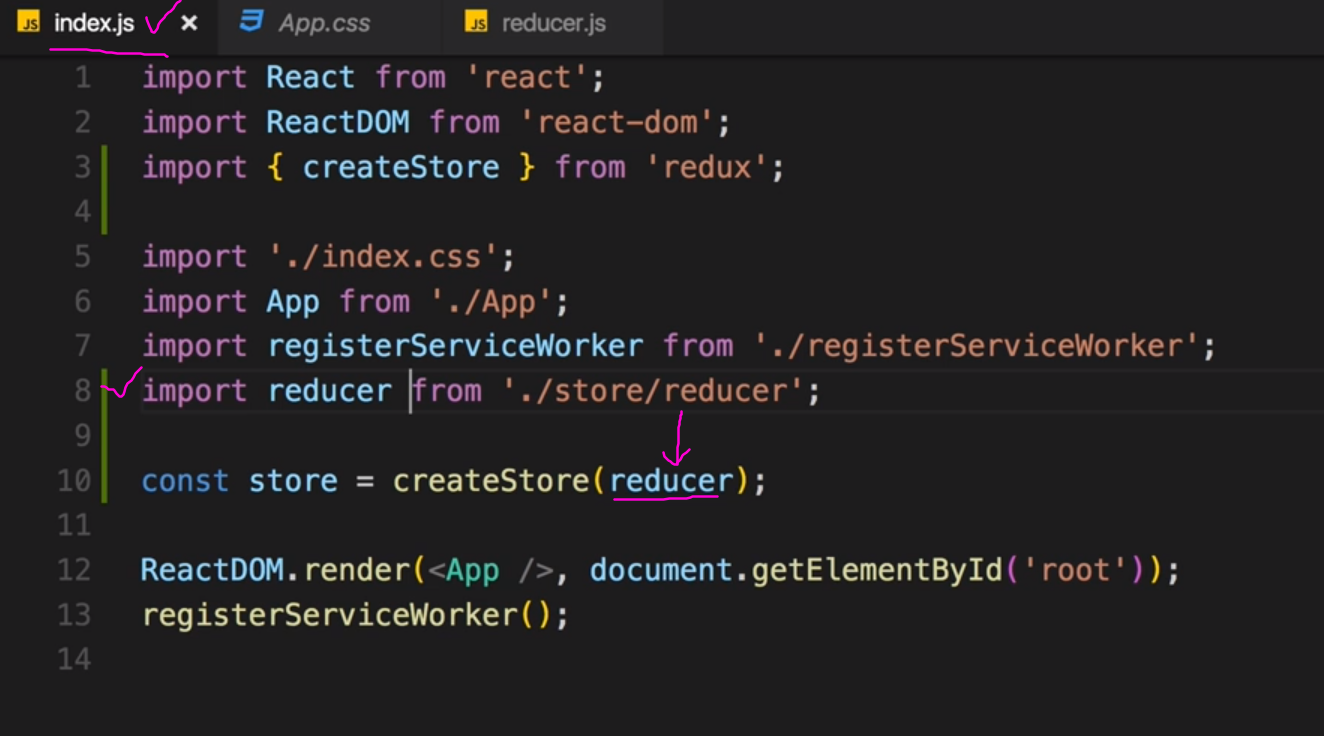 JS index.js ×  App.css  JS reducer.js
1 import React from 'react';
2 import ReactDOM from 'react-dom';
3 import { createStore } from 'redux';
4
5 import './index.css';
6 import App from './App';
7 import registerServiceWorker from './registerServiceWorker';
8 import reducer from './store/reducer';
9
10 const store = createStore(reducer);
11
12 ReactDOM.render(<App />, document.getElementById('root'));
13 registerServiceWorker();
14